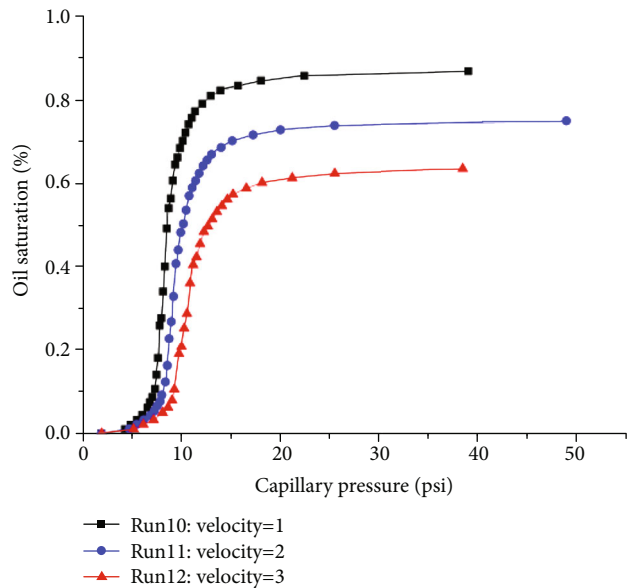 1.0
0.8
0.6
0.4
0.2
0.0
Oil saturation (%)
0 10 20 30 40 50
Capillary pressure (psi)
Run10: velocity=1
Run11: velocity=2
Run12: velocity=3